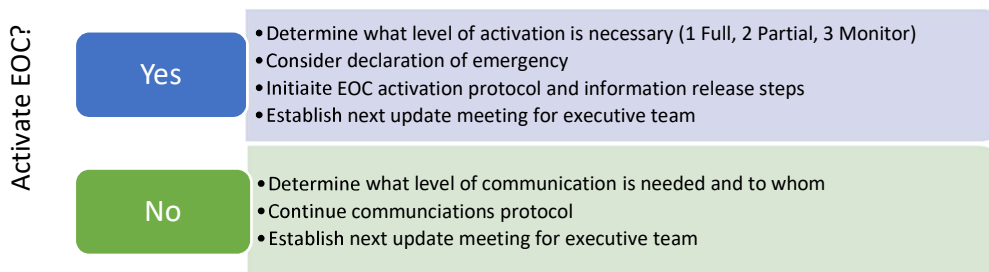 Activate EOC?
Yes
•Determine what level of activation is necessary (1 Full, 2 Partial, 3 Monitor)
•Consider declaration of emergency
•Initiaite EOC activation protocol and information release steps
•Establish next update meeting for executive team
No
•Determine what level of communication is needed and to whom
•Continue communciations protocol
•Establish next update meeting for executive team